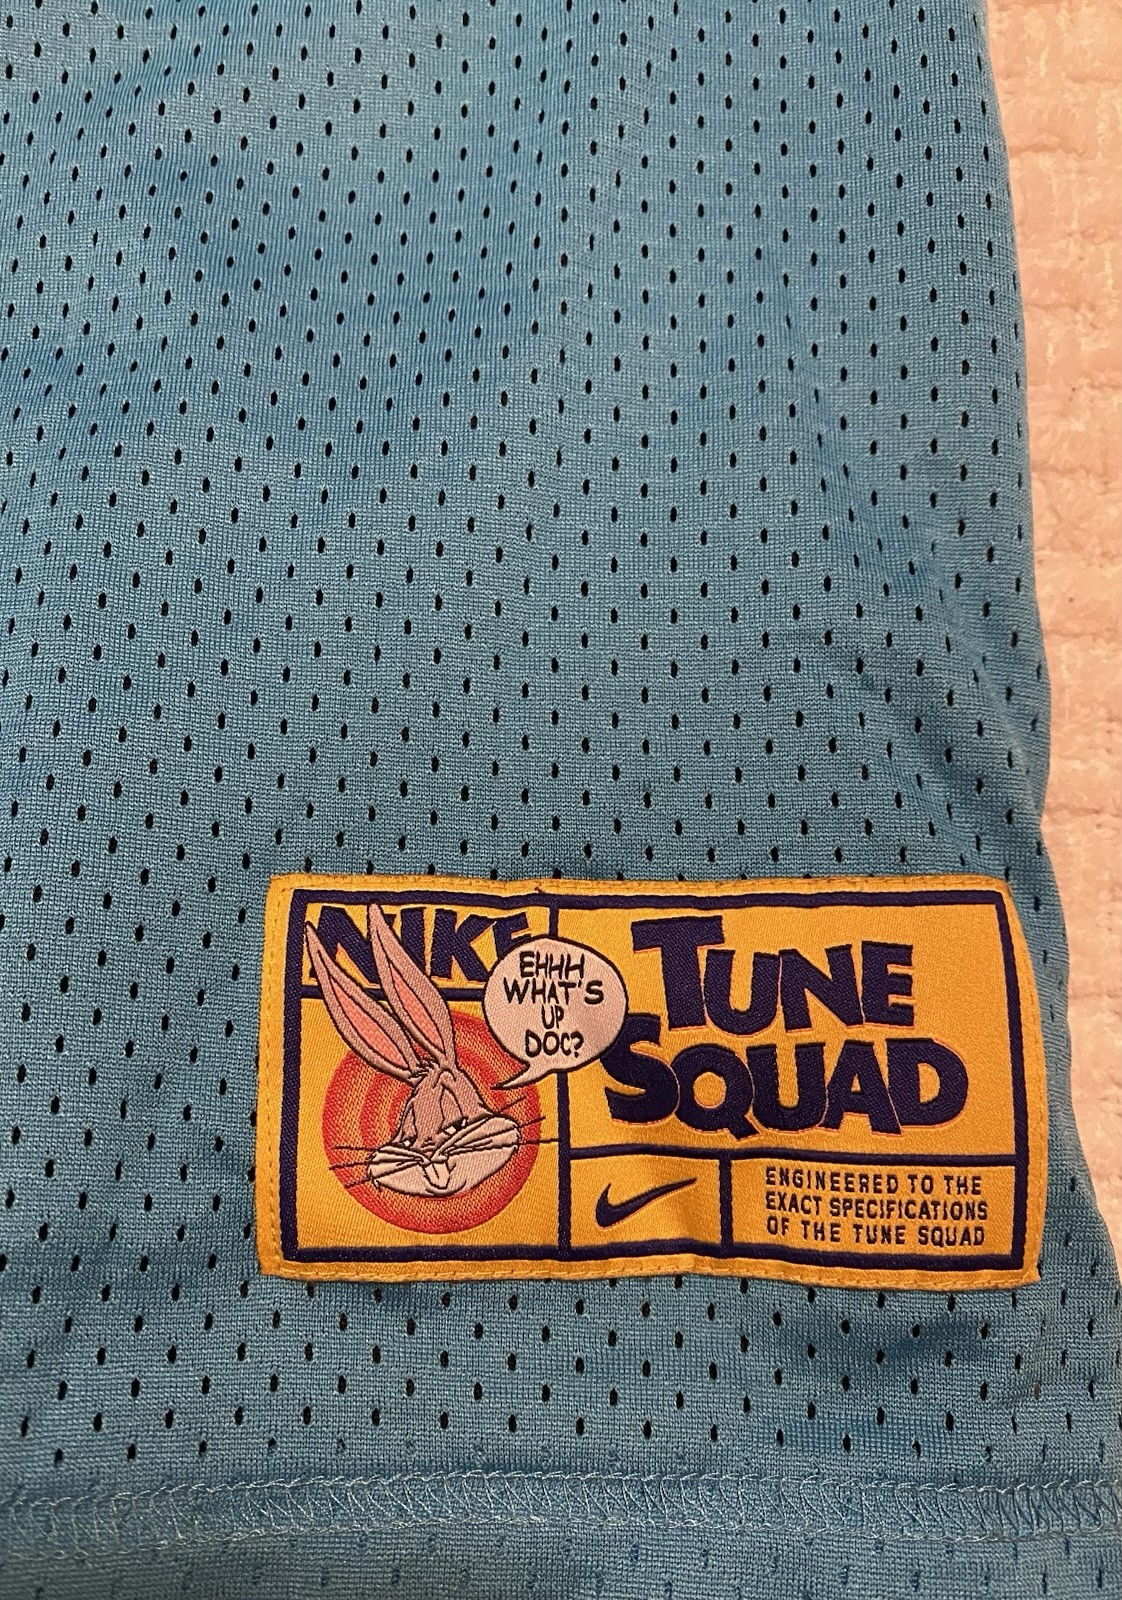 NIKE
EHHH
WHAT'S
UP
DOC?
TUNE
SQUAD
ENGINEERED TO THE
EXACT SPECIFICATIONS
OF THE TUNE SQUAD